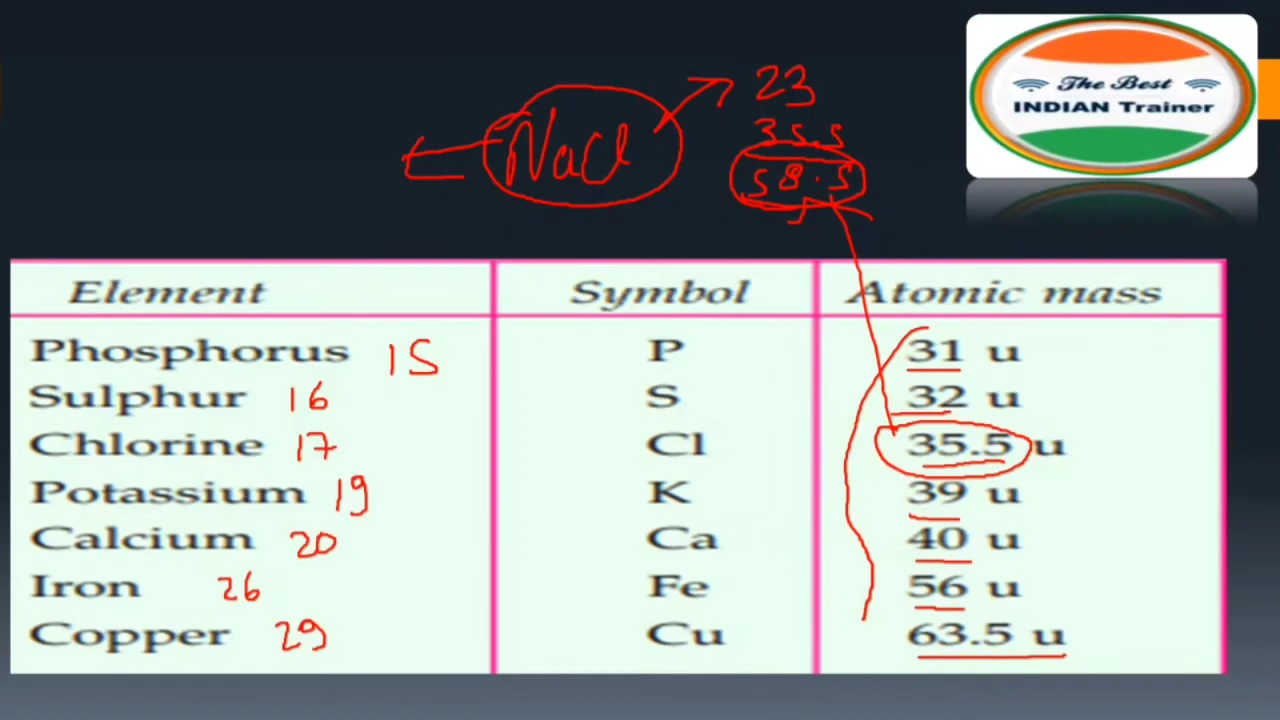 NaCl
23
35.5
58.5
The Best
INDIAN Trainer
Element Symbol Atomic mass
Phosphorus 15 P 31 u
Sulphur 16 S 32 u
Chlorine 17 Cl 35.5 u
Potassium 19 K 39 u
Calcium 20 Ca 40 u
Iron 26 Fe 56 u
Copper 29 Cu 63.5 u